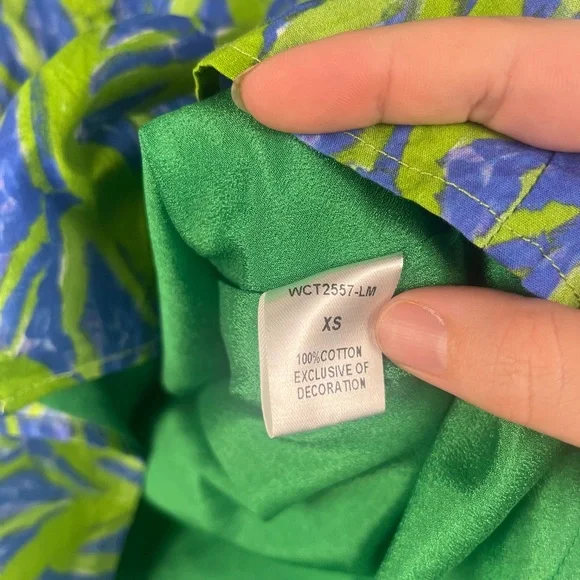 WCT2557-LM
XS
100%COTTON
EXCLUSIVE OF
DECORATION